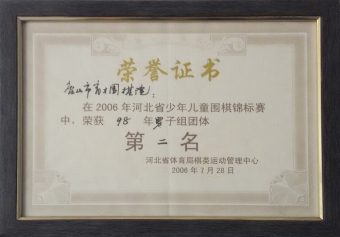 荣誉证书
唐山市育才围棋院：
在2006年河北省少年儿童围棋锦标赛
中，荣获 98 年男子组团体
第二名
河北省体育局棋类运动管理中心
2006年7月28日